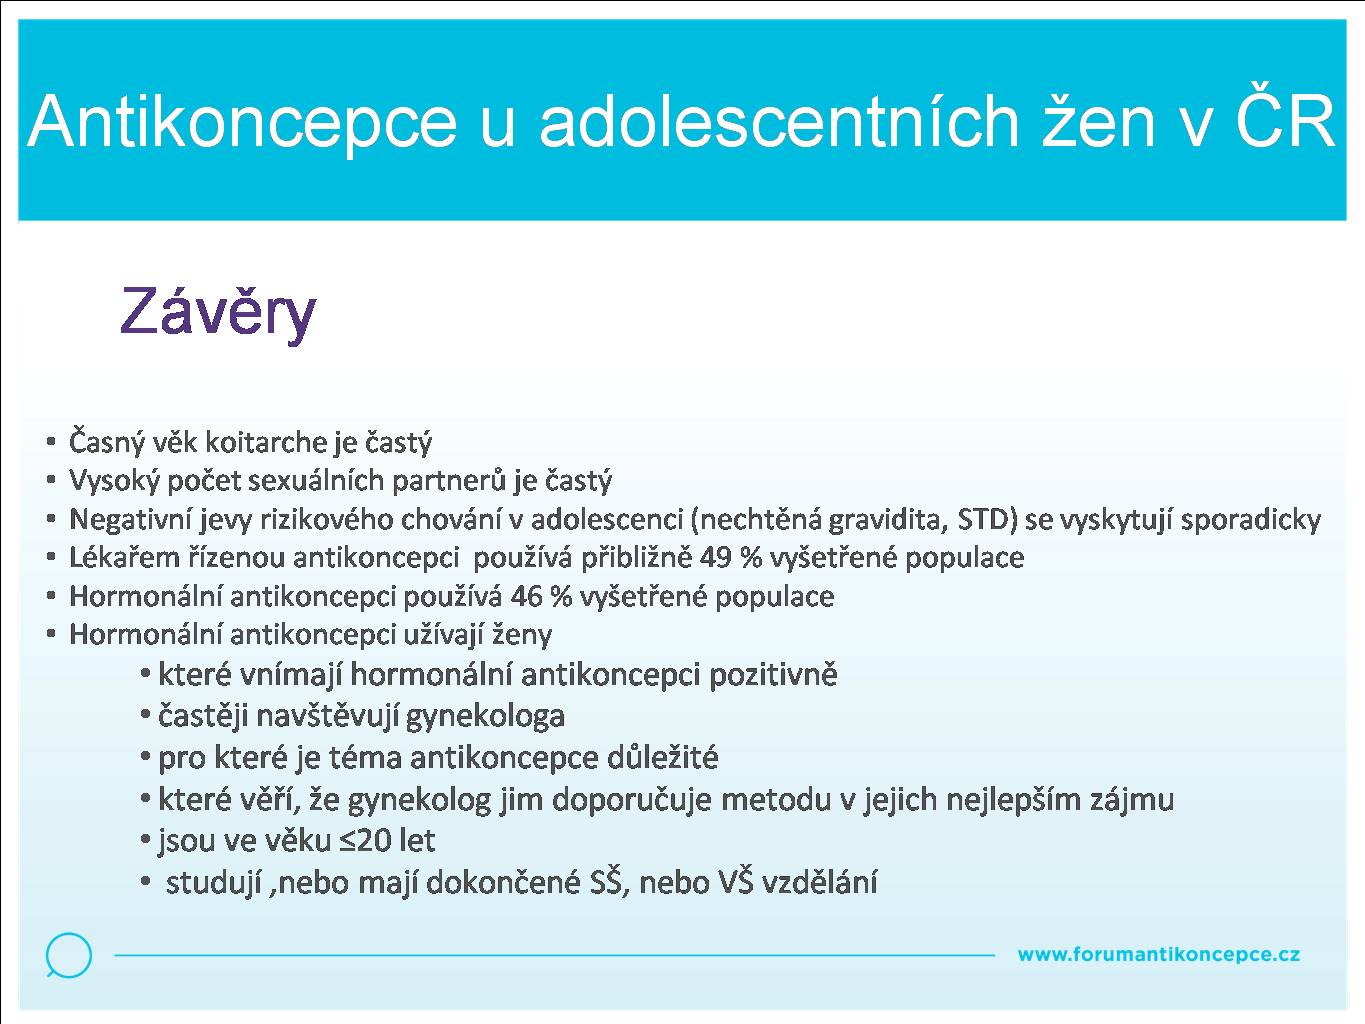 Antikoncepce u adolescentních žen v ČR
Závěry
• Časný věk koitarche je častý
• Vysoký počet sexuálních partnerů je častý
• Negativní jevy rizikového chování v adolescenci (nechtěná gravidita, STD) se vyskytují sporadicky
• Lékařem řízenou antikoncepci používá přibližně 49 % vyšetřené populace
• Hormonální antikoncepci používá 46 % vyšetřené populace
• Hormonální antikoncepci užívají ženy
• které vnímají hormonální antikoncepci pozitivně
• častěji navštěvují gynekologa
• pro které je téma antikoncepce důležité
• které věří, že gynekolog jim doporučuje metodu v jejich nejlepším zájmu
• jsou ve věku ≤20 let
• studují ,nebo mají dokončené SŠ, nebo VŠ vzdělání
www.forumantikoncepce.cz